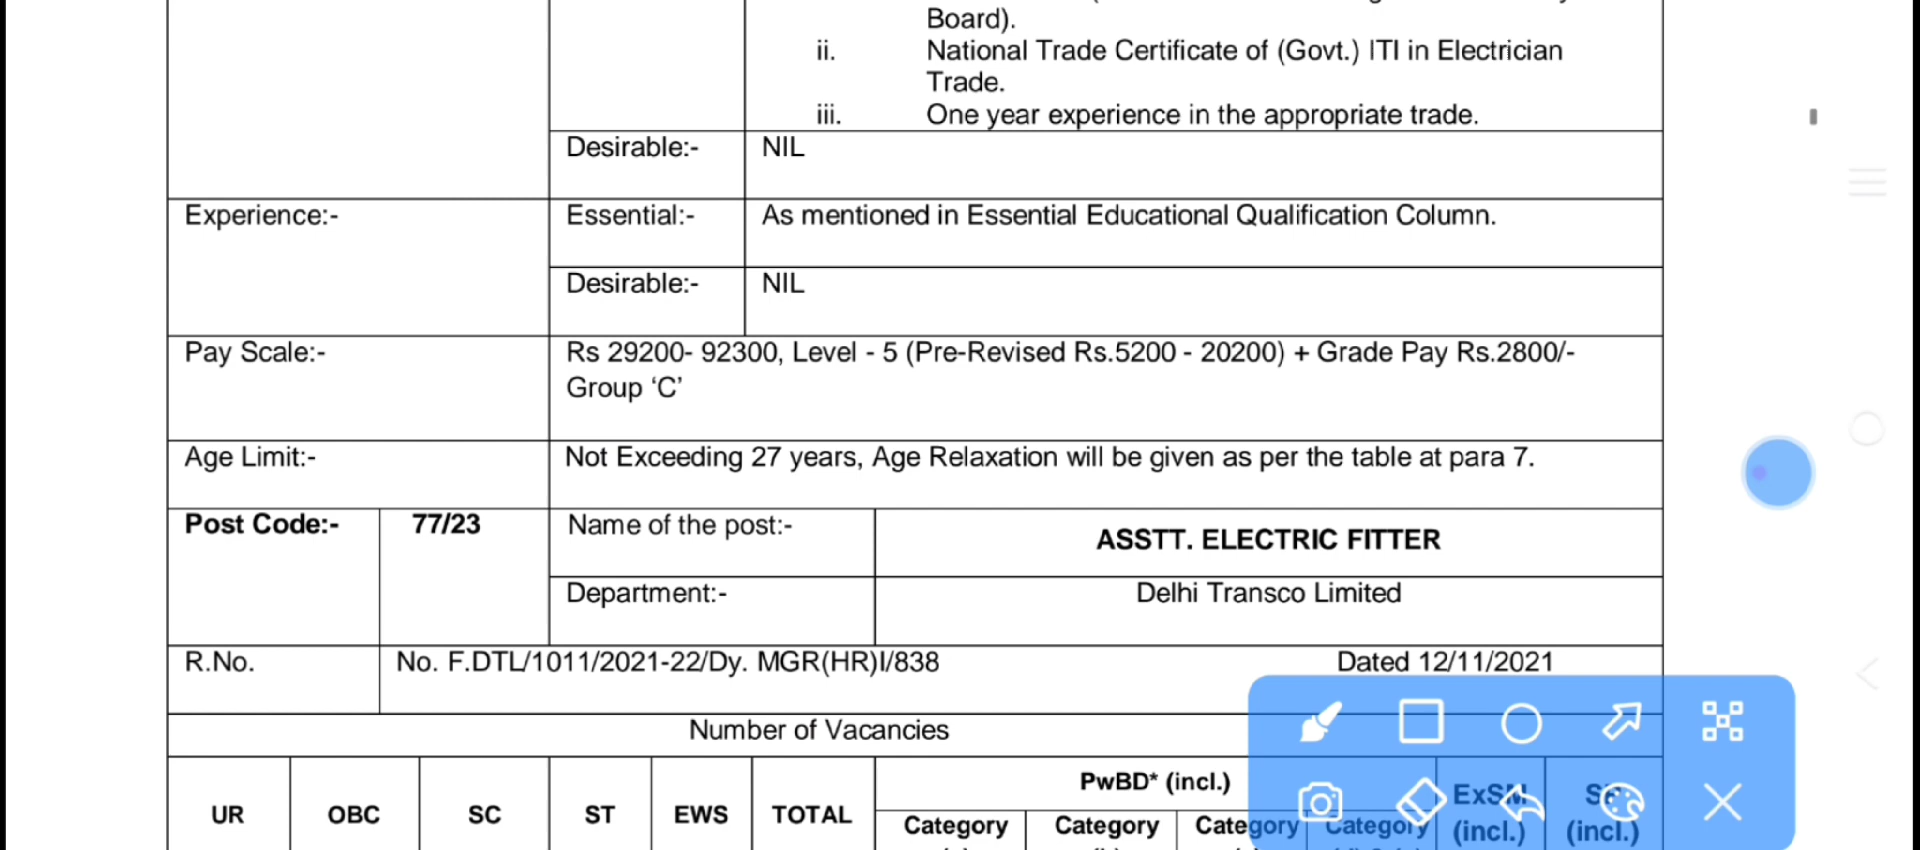 Board).
ii. National Trade Certificate of (Govt.) ITI in Electrician
Trade.
iii. One year experience in the appropriate trade.
Desirable:- NIL
Experience:- Essential:- As mentioned in Essential Educational Qualification Column.
Desirable:- NIL
Pay Scale:- Rs 29200- 92300, Level - 5 (Pre-Revised Rs.5200 - 20200) + Grade Pay Rs.2800/-
Group ‘C’
Age Limit:- Not Exceeding 27 years, Age Relaxation will be given as per the table at para 7.
Post Code:- 77/23 Name of the post:- ASSTT. ELECTRIC FITTER
Department:- Delhi Transco Limited
R.No. No. F.DTL/1011/2021-22/Dy. MGR(HR)I/838 Dated 12/11/2021
Number of Vacancies
PwBD* (incl.)
UR OBC SC ST EWS TOTAL ExSM
(incl.) (incl.)
Category Category Category Category